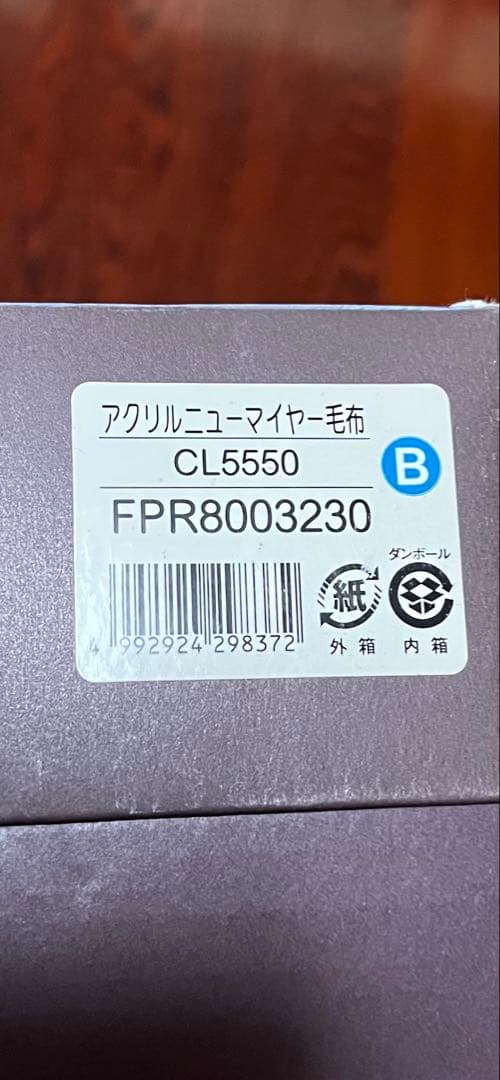 アクリルニューマイヤー毛布
CL5550
B
FPR8003230
ダンボール
紙
4 992924 298372
外箱
内箱